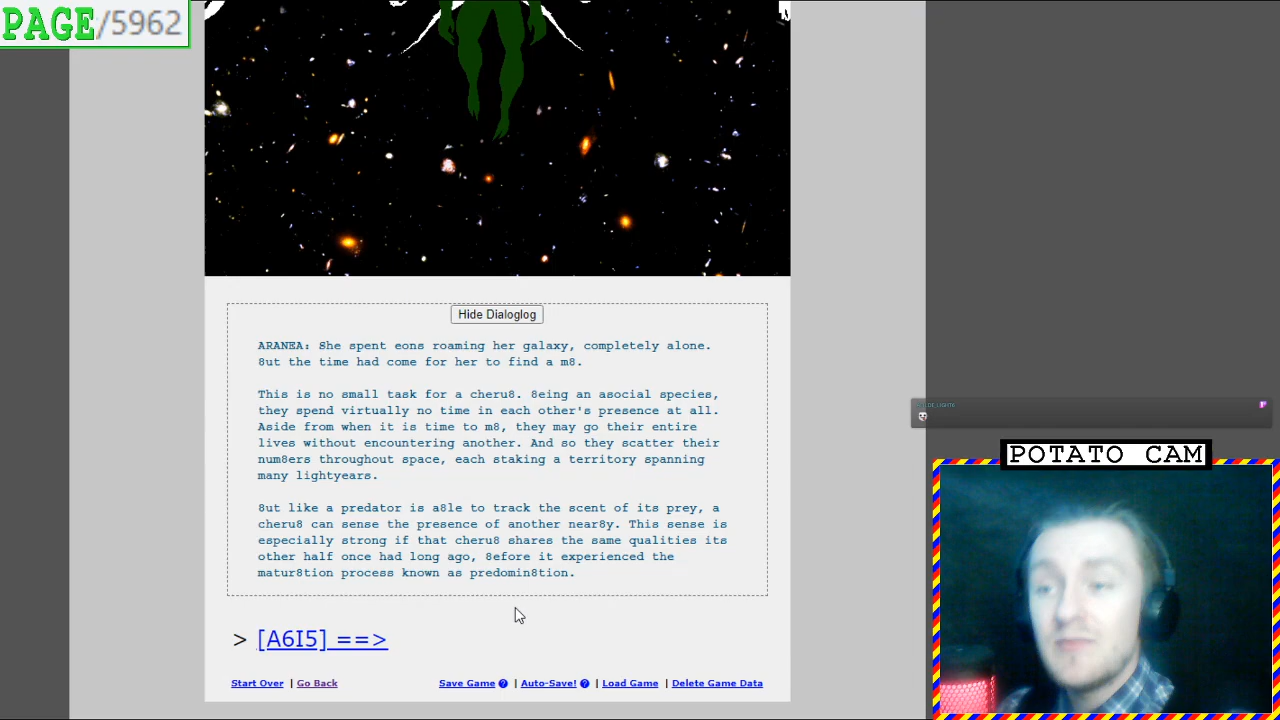 PAGE/5962
Hide Dialoglog
ARANEA: She spent eons roaming her galaxy, completely alone.
8ut the time had come for her to find a m8.
This is no small task for a cheru8. 8eing an asocial species,
they spend virtually no time in each other's presence at all.
Aside from when it is time to m8, they may go their entire
lives without encountering another. And so they scatter their
num8ers throughout space, each staking a territory spanning
many lightyears.
8ut like a predator is a8le to track the scent of its prey, a
cheru8 can sense the presence of another near8y. This sense is
especially strong if that cheru8 shares the same qualities its
other half once had long ago, 8efore it experienced the
matur8tion process known as predomin8tion.
> [A6I5] ==>
Start Over | Go Back Save Game ? | Auto-Save! ? | Load Game | Delete Game Data
POTATO CAM